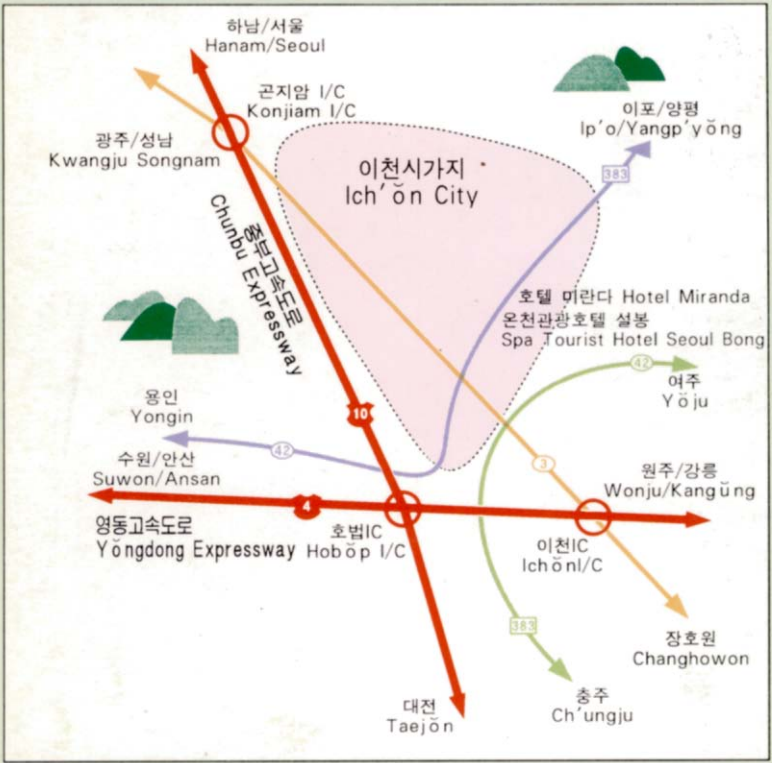 하남/서울
Hanam/Seoul
곤지암 I/C
Konjiam I/C
광주/성남
Kwangju Songnam
이포/양평
Ip'o/Yangp'yŏng
383
이천시가지
Ich'ŏn City
중부고속도로
Chunbu Expressway
호텔 미란다 Hotel Miranda
온천관광호텔 설봉
Spa Tourist Hotel Seoul Bong
42
여주
Yŏju
용인
Yongin
10
42
수원/안산
Suwon/Ansan
3
원주/강릉
Wonju/Kangŭng
4
영동고속도로
Yŏngdong Expressway
호법IC
Hobŏp I/C
이천IC
IchŏnI/C
383
장호원
Changhowon
대전
Taejŏn
충주
Ch'ungju